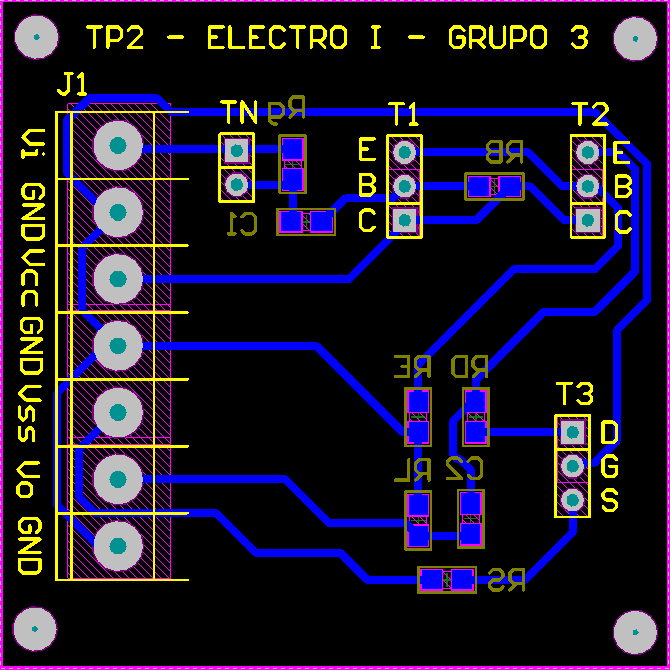 TP2 - ELECTRO I - GRUPO 3
J1
TN
Rg
T1
T2
E
B
C
RB
E
B
C
C1
Vi
GND
Vcc
GND
Vss
Vo
GND
RE
RD
T3
D
G
S
RL
C2
RS